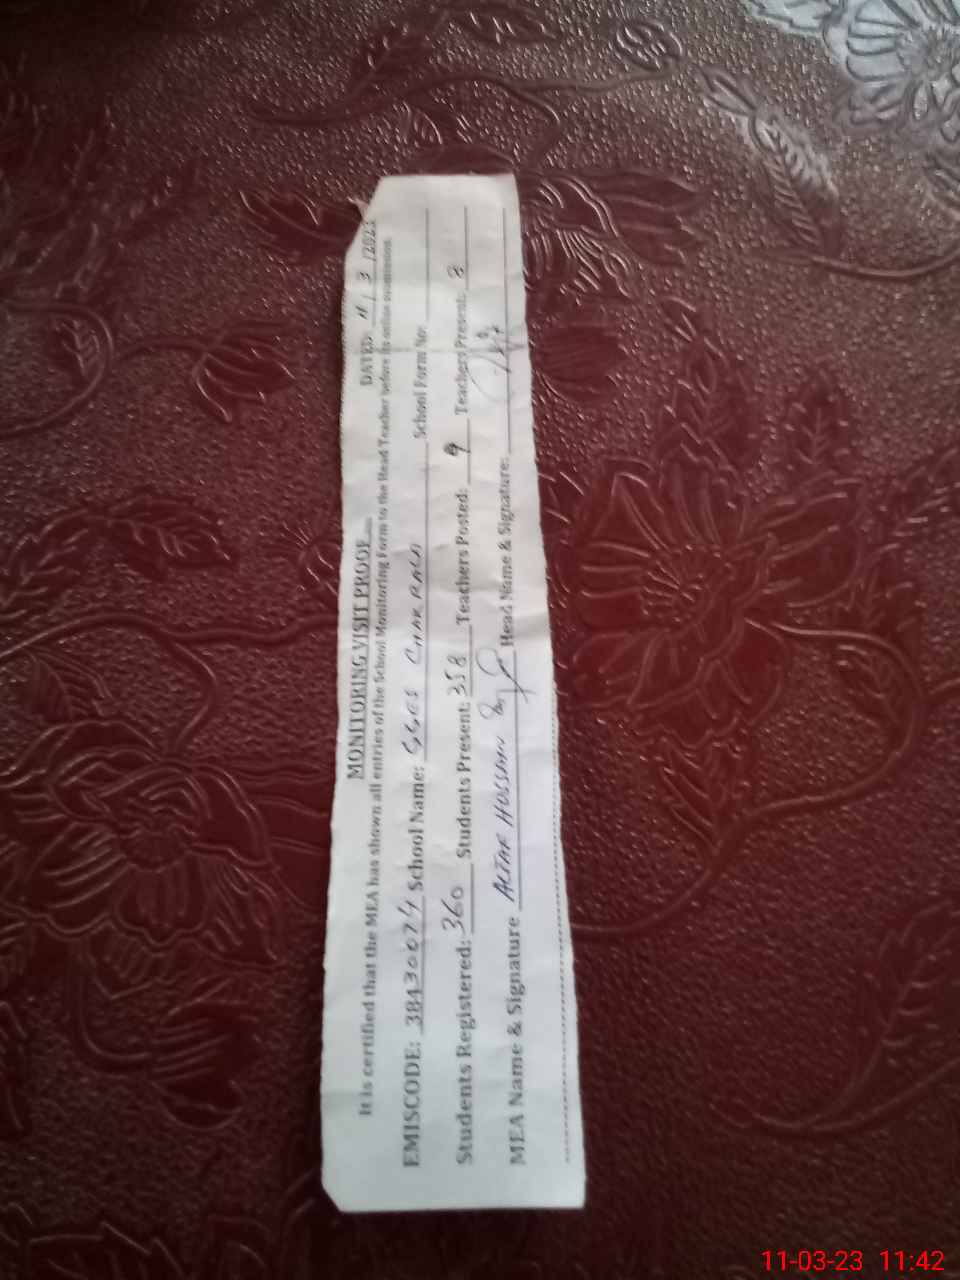 MONITORING VISIT PROOF
DATED: 11 / 3 /2023
It is certified that the MEA has shown all entries of the School Monitoring Form to the Head Teacher before its online submission.
EMISCODE: 38430074 School Name: GGES CHAK RALA School Form No:
Students Registered: 360 Students Present: 358 Teachers Posted: 9 Teachers Present: 8
MEA Name & Signature ALTAF HUSSAIN Head Name & Signature:
11-03-23 11:42